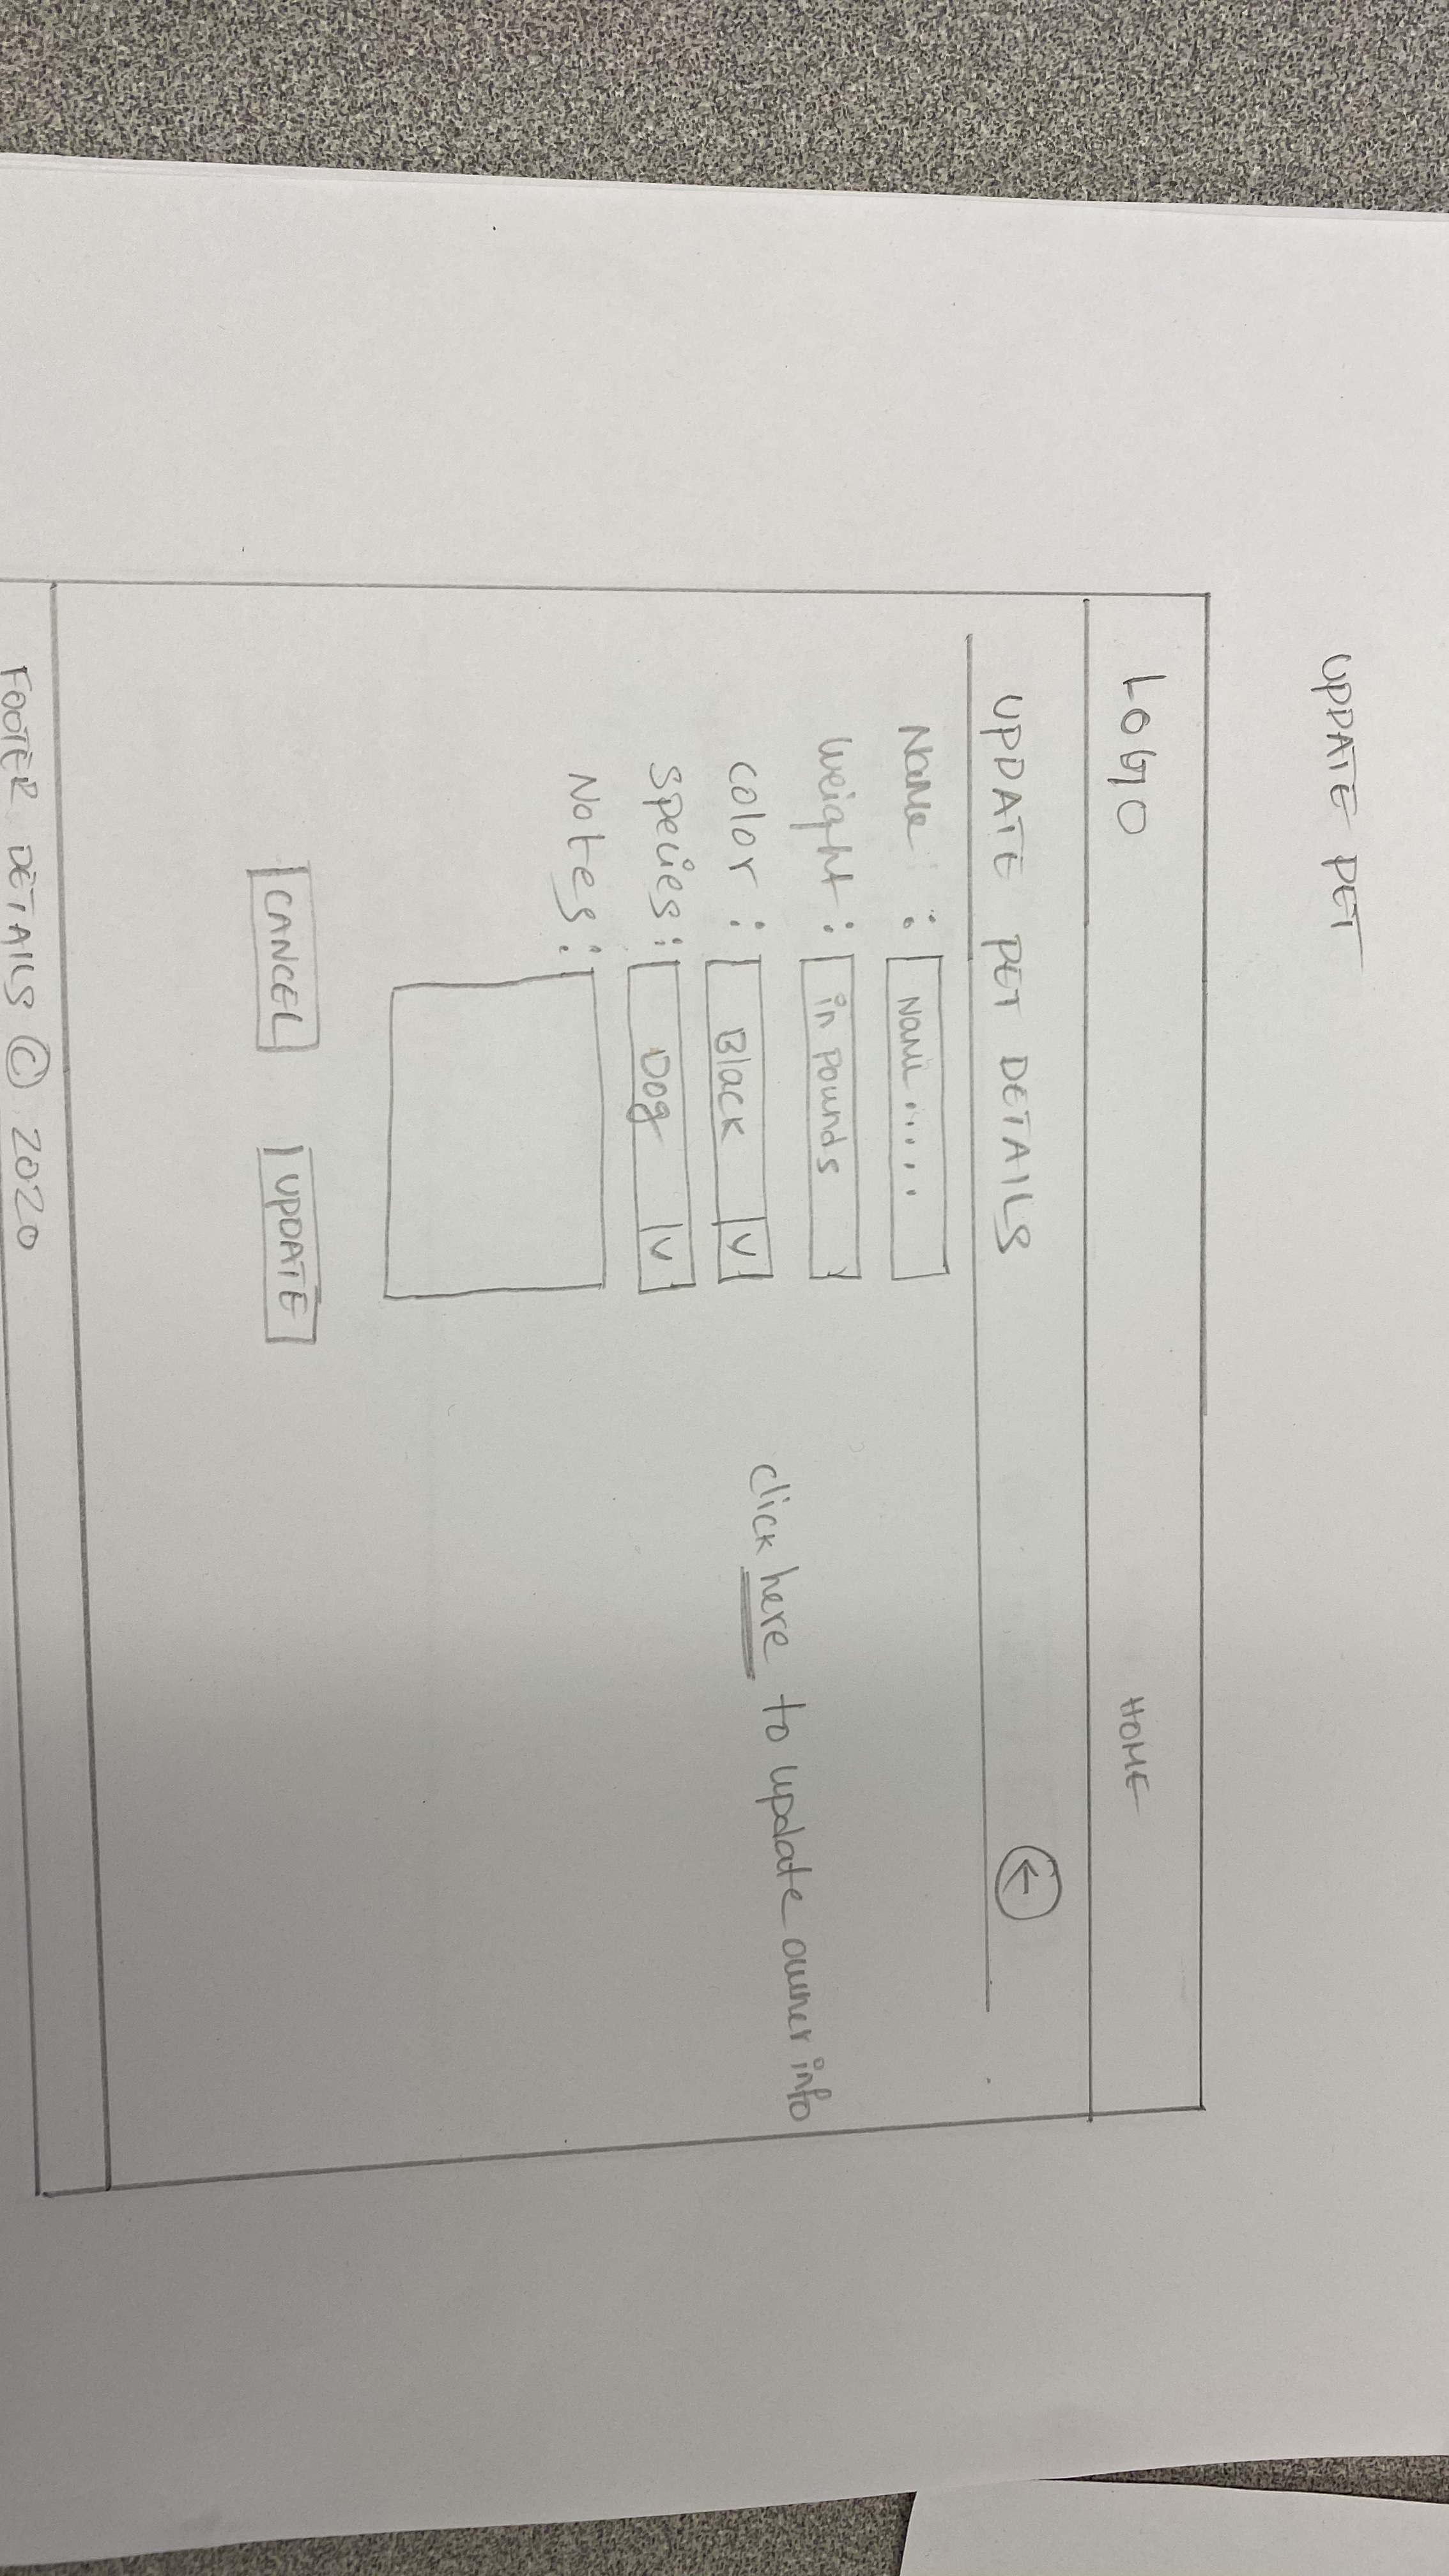 UPDATE PET
LOGO HOME
UPDATE PET DETAILS
Name : Name.....
Weight : in Pounds
Color : Black
Species : Dog
click here to update owner info
Notes :
CANCEL UPDATE
FOOTER DETAILS © 2020